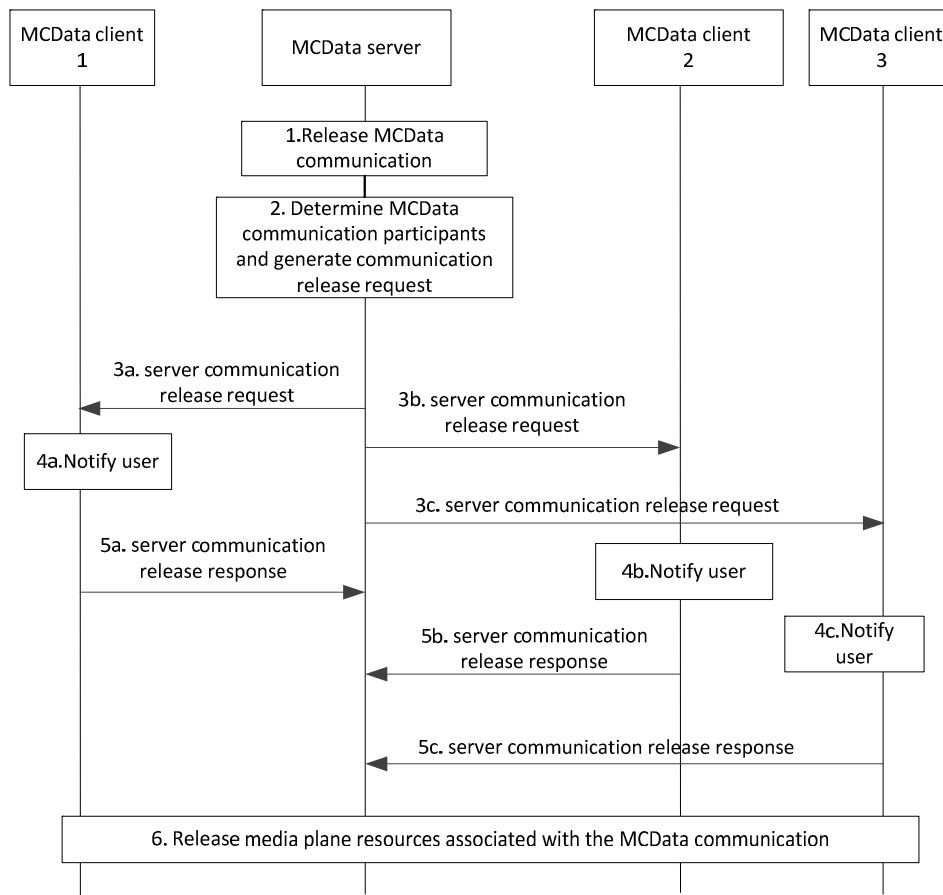 MCData client
1
MCData server
MCData client
2
MCData client
3
1.Release MCData
communication
2. Determine MCData
communication participants
and generate communication
release request
3a. server communication
release request
3b. server communication
release request
4a.Notify user
3c. server communication release request
5a. server communication
release response
4b.Notify user
4c.Notify
user
5b. server communication
release response
5c. server communication release response
6. Release media plane resources associated with the MCData communication